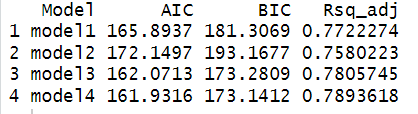 Model AIC BIC Rsq_adj
1 model1 165.8937 181.3069 0.7722274
2 model2 172.1497 193.1677 0.7580223
3 model3 162.0713 173.2809 0.7805745
4 model4 161.9316 173.1412 0.7893618